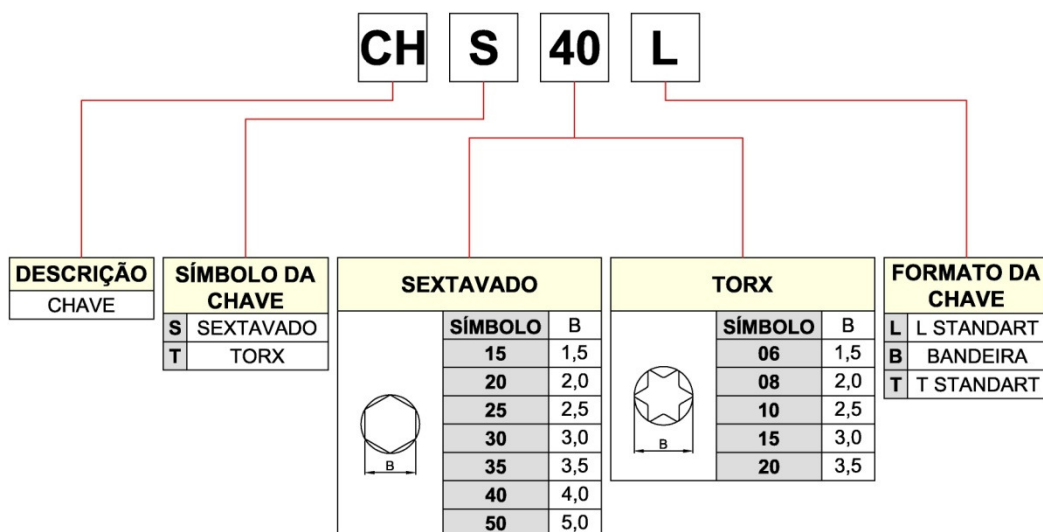 CH S 40 L
DESCRIÇÃO
CHAVE
SÍMBOLO DA
CHAVE
S SEXTAVADO
T TORX
SEXTAVADO
SÍMBOLO B
15 1,5
20 2,0
25 2,5
30 3,0
35 3,5
40 4,0
50 5,0
B
TORX
SÍMBOLO B
06 1,5
08 2,0
10 2,5
15 3,0
20 3,5
B
FORMATO DA
CHAVE
L L STANDART
B BANDEIRA
T T STANDART